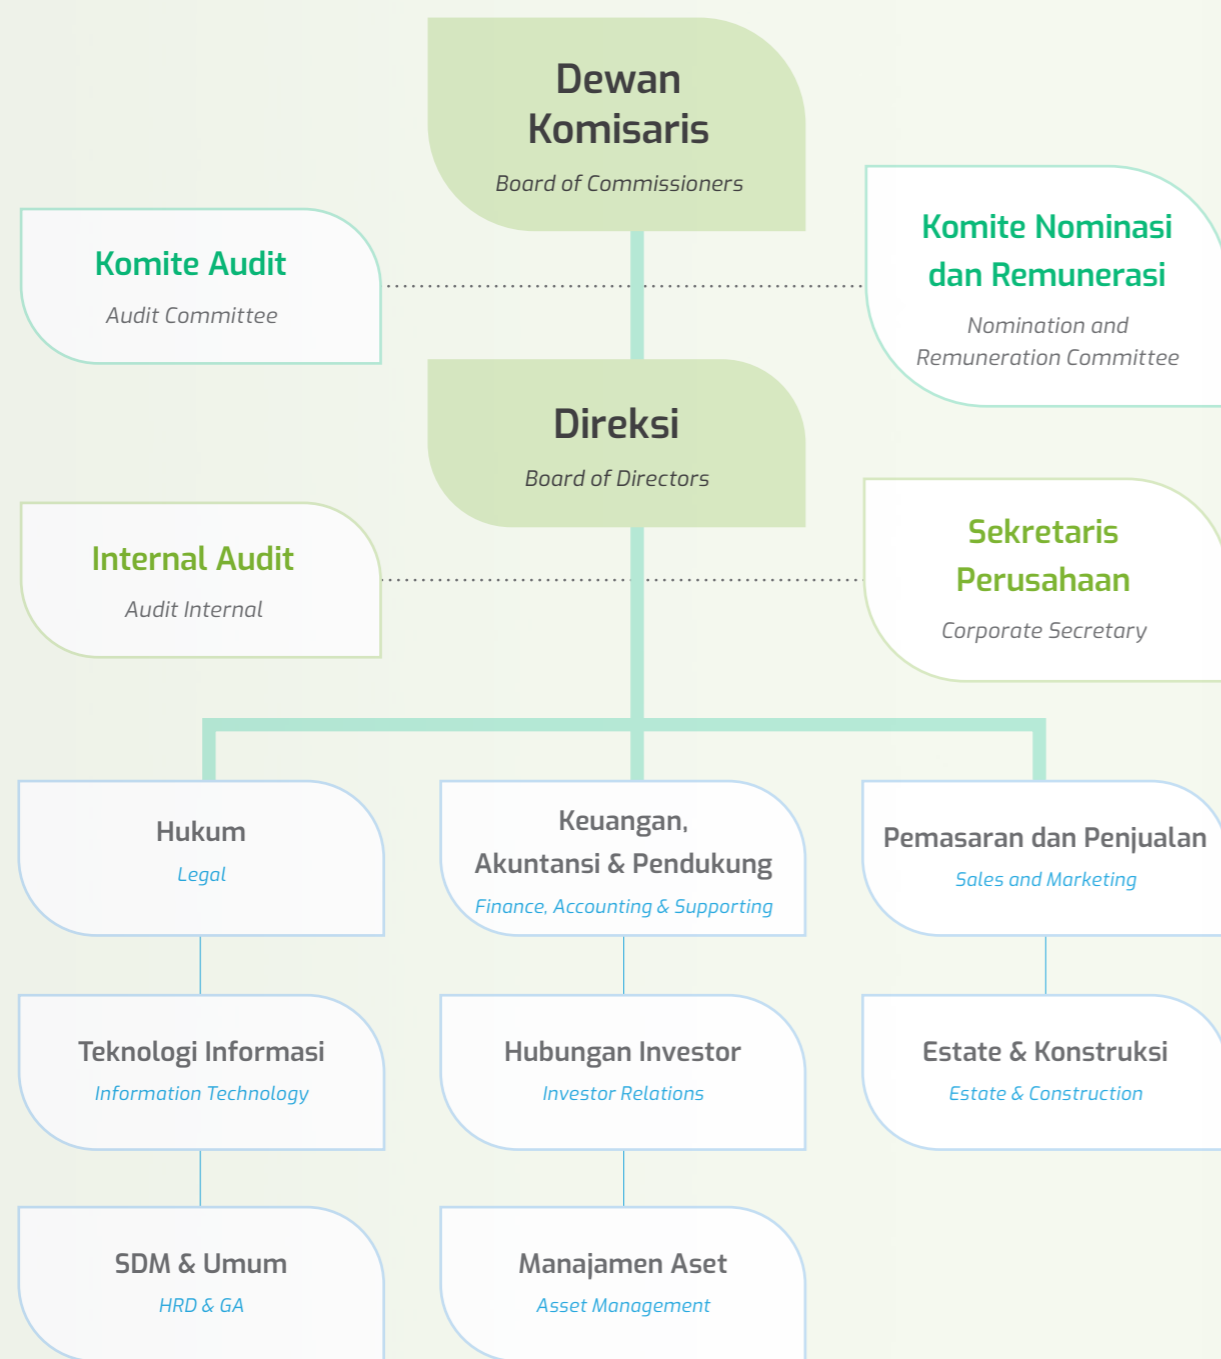 Dewan
Komisaris
Board of Commissioners
Komite Audit
Audit Committee
Komite Nominasi
dan Remunerasi
Nomination and
Remuneration Committee
Direksi
Board of Directors
Internal Audit
Audit Internal
Sekretaris
Perusahaan
Corporate Secretary
Hukum
Legal
Keuangan,
Akuntansi & Pendukung
Finance, Accounting & Supporting
Pemasaran dan Penjualan
Sales and Marketing
Teknologi Informasi
Information Technology
Hubungan Investor
Investor Relations
Estate & Konstruksi
Estate & Construction
SDM & Umum
HRD & GA
Manajamen Aset
Asset Management